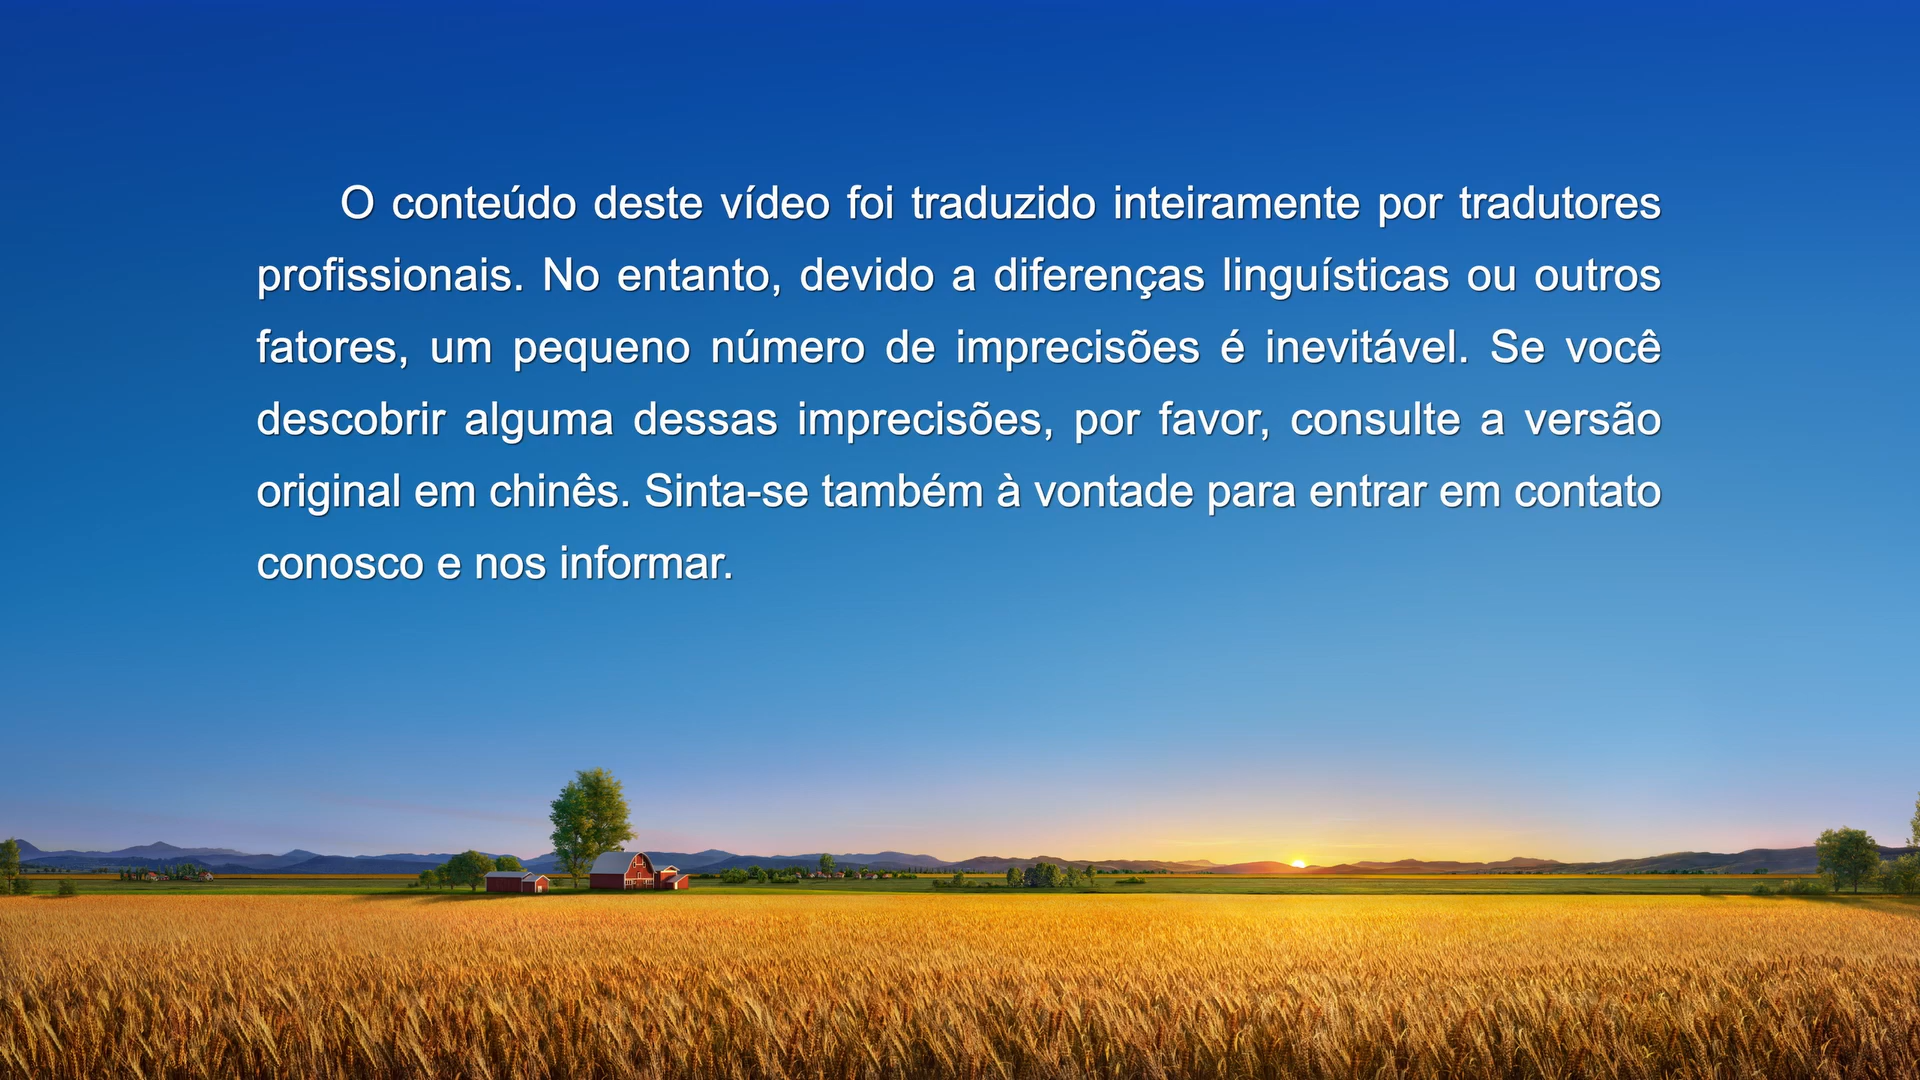 O conteúdo deste vídeo foi traduzido inteiramente por tradutores
profissionais. No entanto, devido a diferenças linguísticas ou outros
fatores, um pequeno número de imprecisões é inevitável. Se você
descobrir alguma dessas imprecisões, por favor, consulte a versão
original em chinês. Sinta-se também à vontade para entrar em contato
conosco e nos informar.